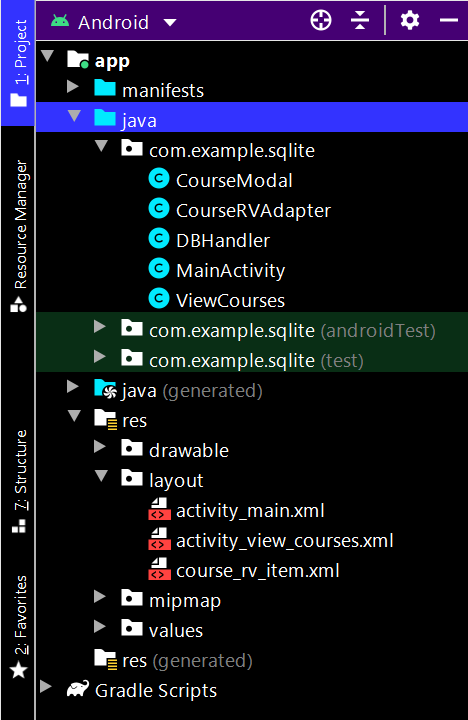 Android
app
manifests
java
com.example.sqlite
CourseModal
CourseRVAdapter
DBHandler
MainActivity
ViewCourses
com.example.sqlite (androidTest)
com.example.sqlite (test)
java (generated)
res
drawable
layout
activity_main.xml
activity_view_courses.xml
course_rv_item.xml
mipmap
values
res (generated)
Gradle Scripts
1: Project
Resource Manager
7: Structure
2: Favorites